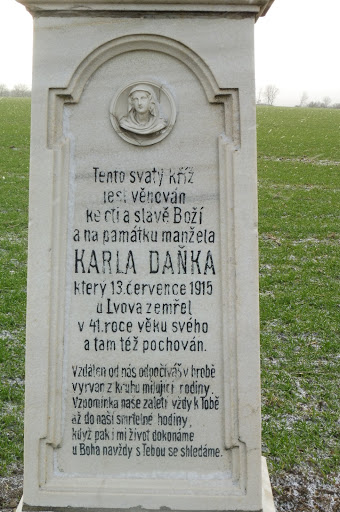 Tento svatý kříž
jest věnován
ke cti a slávě Boží
a na památku manžela
KARLA DAŇKA
který 13. července 1915
u Lvova zemřel
v 41. roce věku svého
a tam též pochován.
Vzdálen od nás odpočíváš v hrobě
vyrván z kruhu milující rodiny,
Vzpomínka naše zaletí vždy k Tobě
až do naší smrtelné hodiny,
když pak i mi život dokonáme
u Boha navždy s Tebou se shledáme.